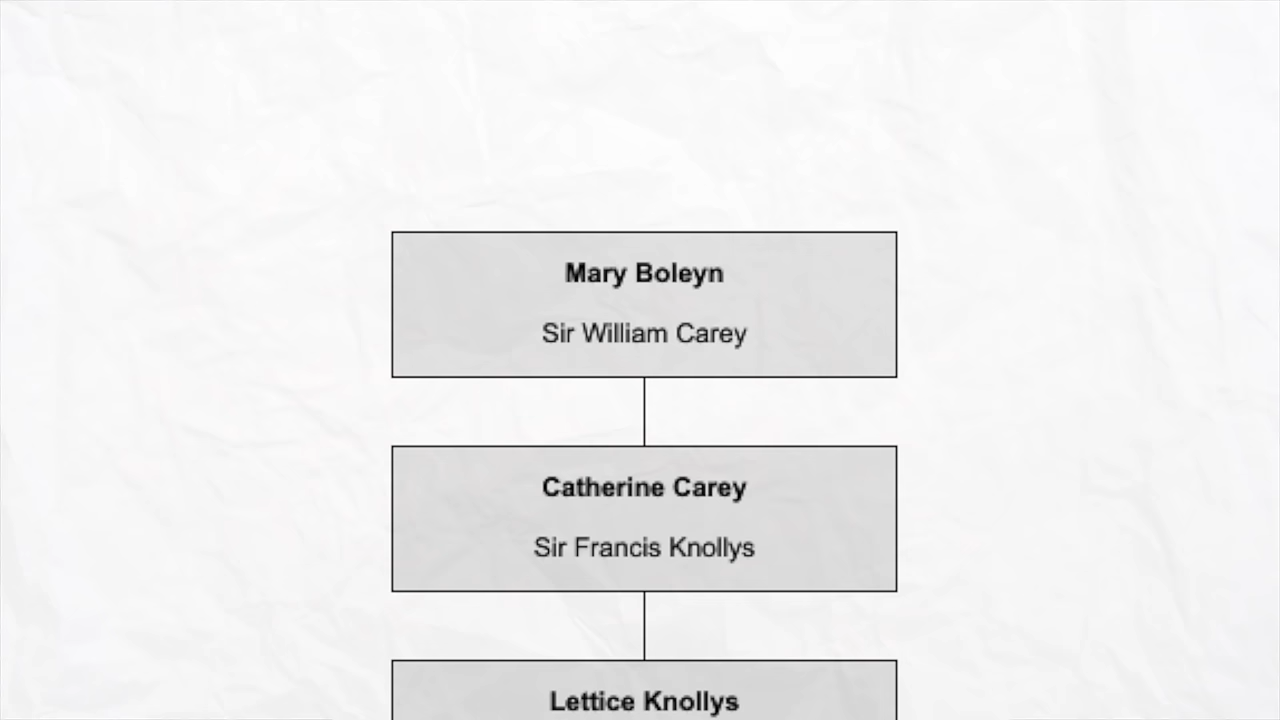 Mary Boleyn
Sir William Carey
Catherine Carey
Sir Francis Knollys
Lettice Knollys